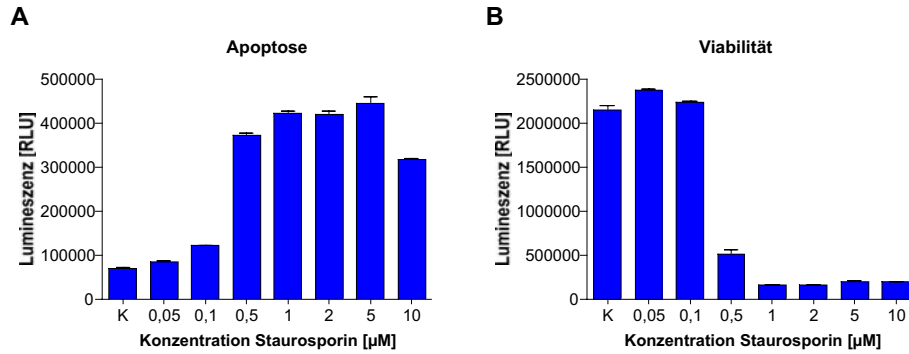 A
Apoptose
Lumineszenz [RLU]
500000
400000
300000
200000
100000
0
K 0,05 0,1 0,5 1 2 5 10
Konzentration Staurosporin [µM]
B
Viabilität
Lumineszenz [RLU]
2500000
2000000
1500000
1000000
500000
0
K 0,05 0,1 0,5 1 2 5 10
Konzentration Staurosporin [µM]